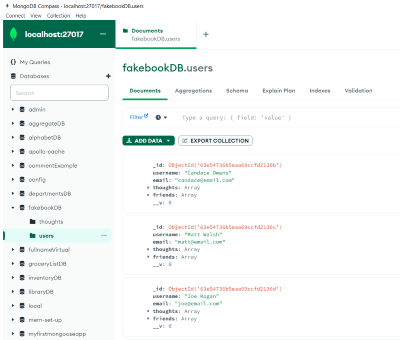 MongoDB Compass - localhost:27017/fakebookDB.users
Connect View Collection Help
localhost:27017
Documents
fakebookDB.users
My Queries
Databases
Search
admin
aggregateDB
alphabetDB
apollo-cache
commentExample
config
departmentsDB
fakebookDB
thoughts
users
fullnameVirtual
groceryListDB
inventoryDB
libraryDB
local
mern-set-up
myfirstmongooseapp
fakebookDB.users
Documents Aggregations Schema Explain Plan Indexes Validation
Filter Type a query: { field: 'value' }
ADD DATA EXPORT COLLECTION
_id: ObjectId('63e54736b5eaa69ccfd2136b')
username: "Candace Owens"
email: "candace@email.com"
thoughts: Array
friends: Array
__v: 0
_id: ObjectId('63e54736b5eaa69ccfd2136c')
username: "Matt Walsh"
email: "matt@email.com"
thoughts: Array
friends: Array
__v: 0
_id: ObjectId('63e54736b5eaa69ccfd2136d')
username: "Joe Rogan"
email: "joe@email.com"
thoughts: Array
friends: Array
__v: 0